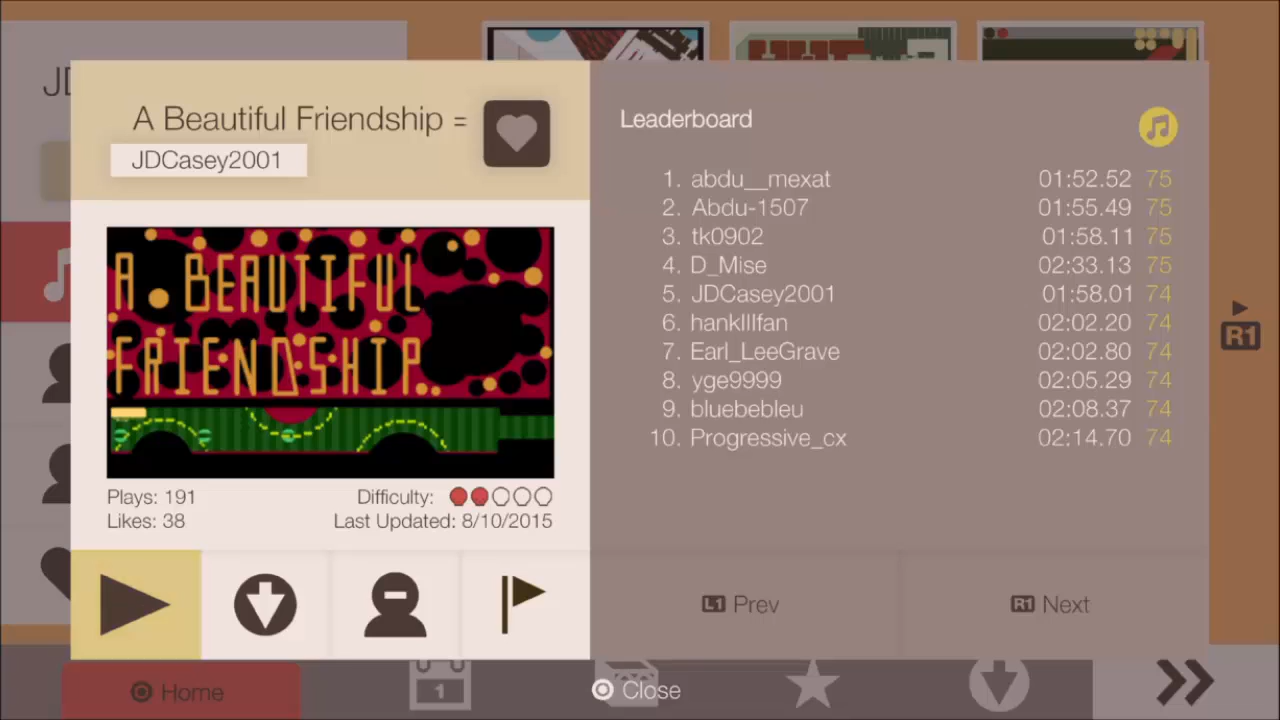 JD
A Beautiful Friendship =
JDCasey2001
A BEAUTIFUL
FRIENDSHIP..
Plays: 191
Difficulty:
Likes: 38
Last Updated: 8/10/2015
Leaderboard
1. abdu__mexat 01:52.52 75
2. Abdu-1507 01:55.49 75
3. tk0902 01:58.11 75
4. D_Mise 02:33.13 75
5. JDCasey2001 01:58.01 74
6. hankIllfan 02:02.20 74
7. Earl_LeeGrave 02:02.80 74
8. yge9999 02:05.29 74
9. bluebebleu 02:08.37 74
10. Progressive_cx 02:14.70 74
R1
L1 Prev
R1 Next
Home
1
Close